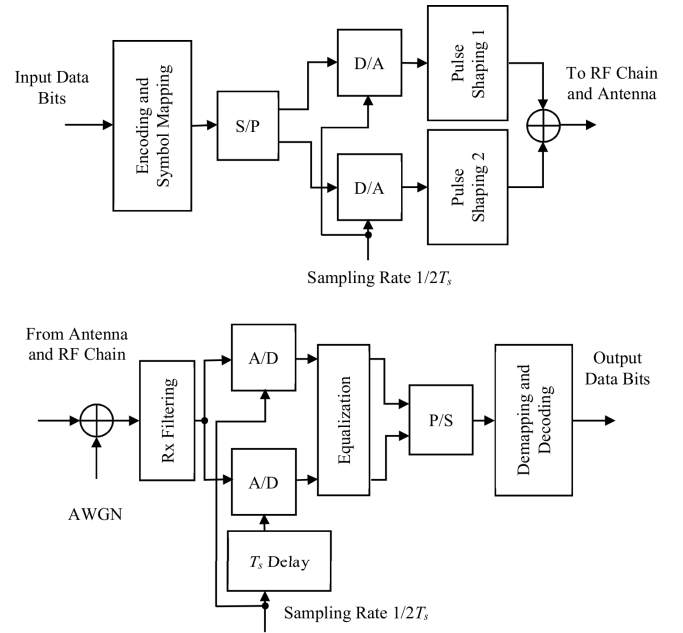 Input Data
Bits
Encoding and
Symbol Mapping
S/P
D/A
D/A
Pulse
Shaping 1
Pulse
Shaping 2
To RF Chain
and Antenna
Sampling Rate 1/2Ts
From Antenna
and RF Chain
AWGN
Rx Filtering
A/D
A/D
Ts Delay
Sampling Rate 1/2Ts
Equalization
P/S
Demapping and
Decoding
Output
Data Bits